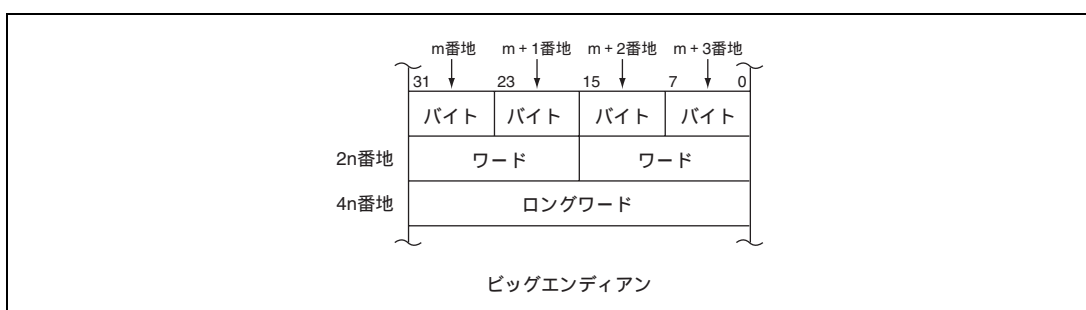 m番地 m + 1番地 m + 2番地 m + 3番地
31 23 15 7 0
バイト バイト バイト バイト
2n番地 ワード ワード
4n番地 ロングワード
ビッグエンディアン